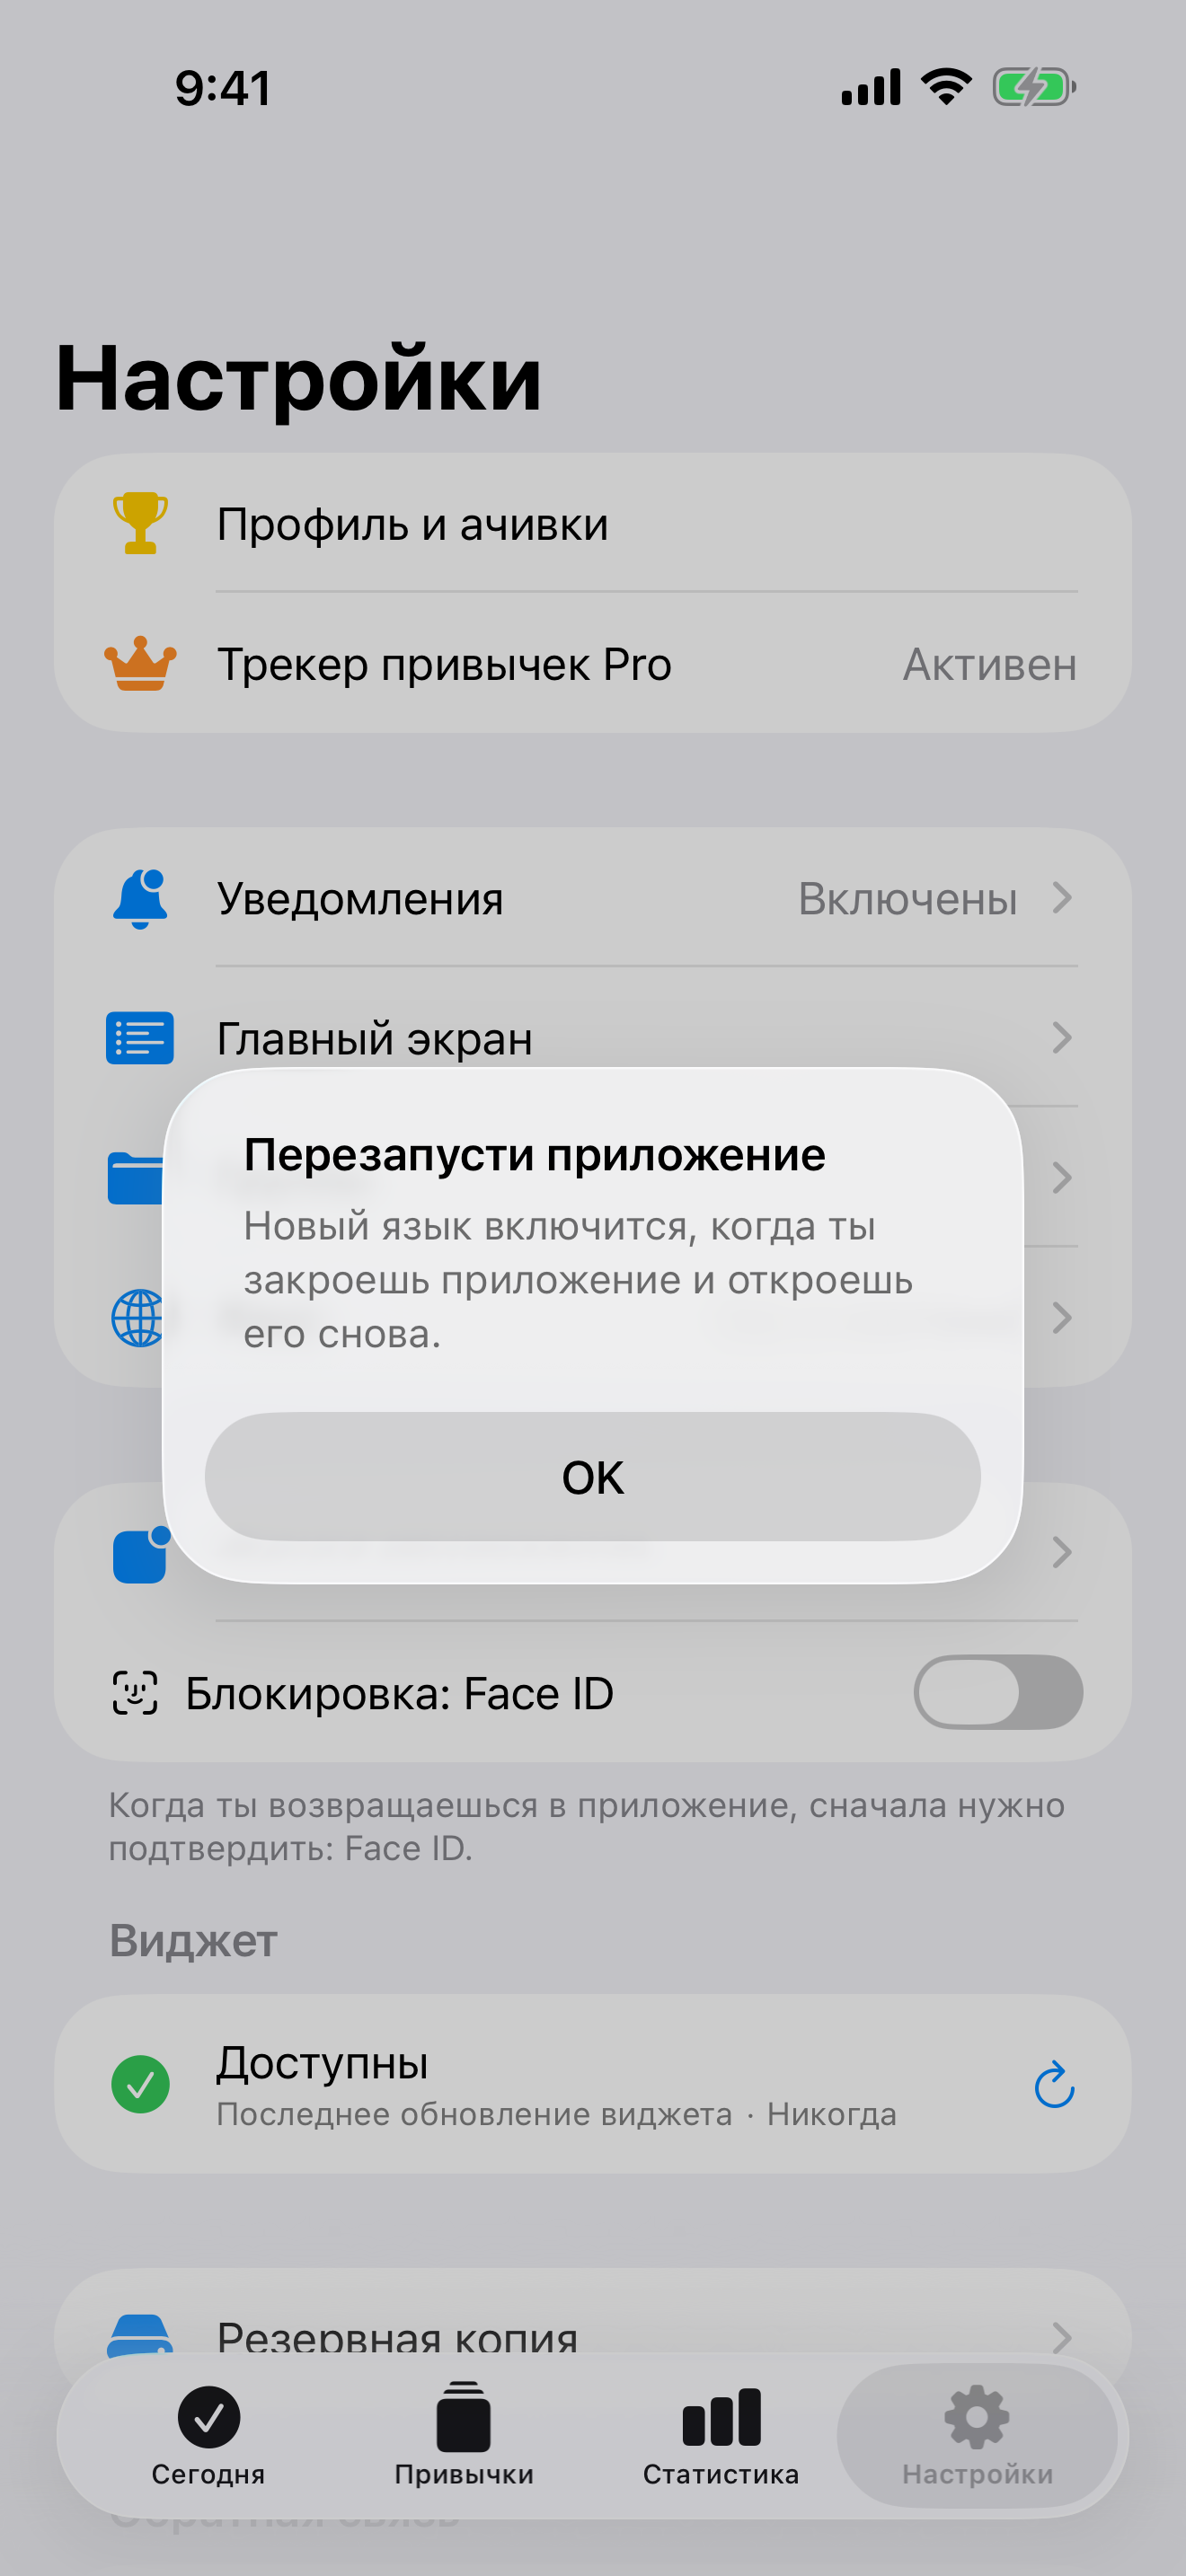 9:41
Настройки
Профиль и ачивки
Трекер привычек Pro Активен
Уведомления Включены
Главный экран
Перезапусти приложение
Новый язык включится, когда ты
закроешь приложение и откроешь
его снова.
OK
Блокировка: Face ID
Когда ты возвращаешься в приложение, сначала нужно
подтвердить: Face ID.
Виджет
Доступны
Последнее обновление виджета · Никогда
Резервная копия
Сегодня Привычки Статистика Настройки
Обратная связь